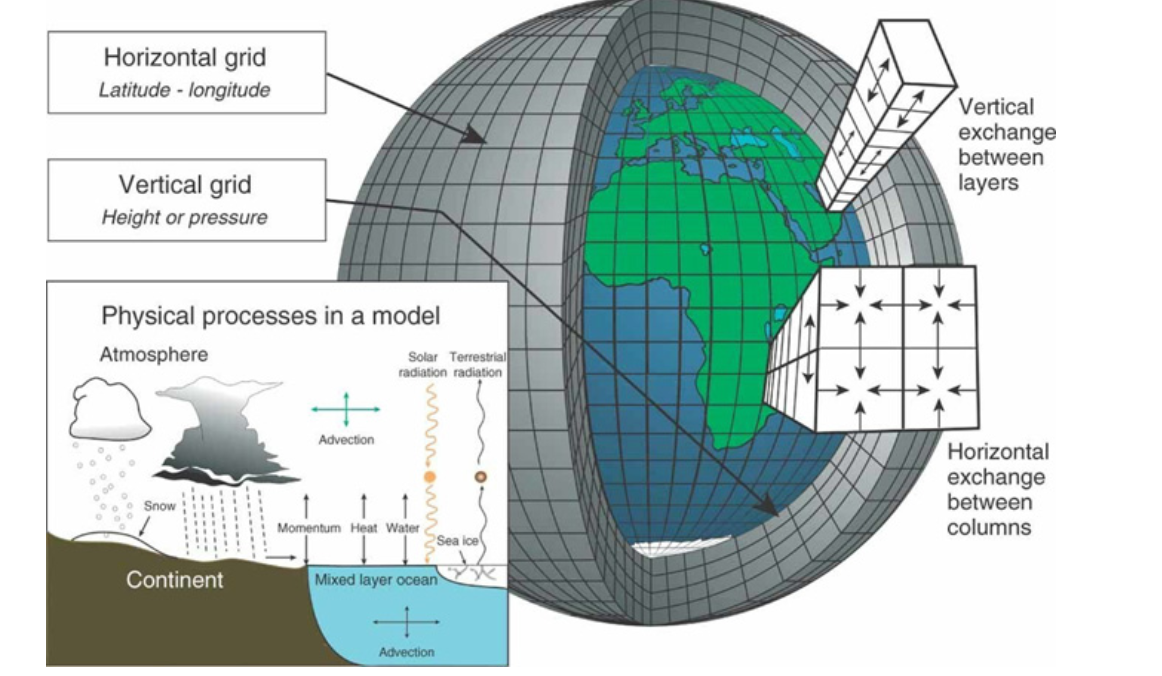 Horizontal grid
Latitude - longitude
Vertical grid
Height or pressure
Vertical
exchange
between
layers
Horizontal
exchange
between
columns
Physical processes in a model
Atmosphere
Solar
radiation
Terrestrial
radiation
Advection
Snow
Momentum
Heat
Water
Sea ice
Continent
Mixed layer ocean
Advection